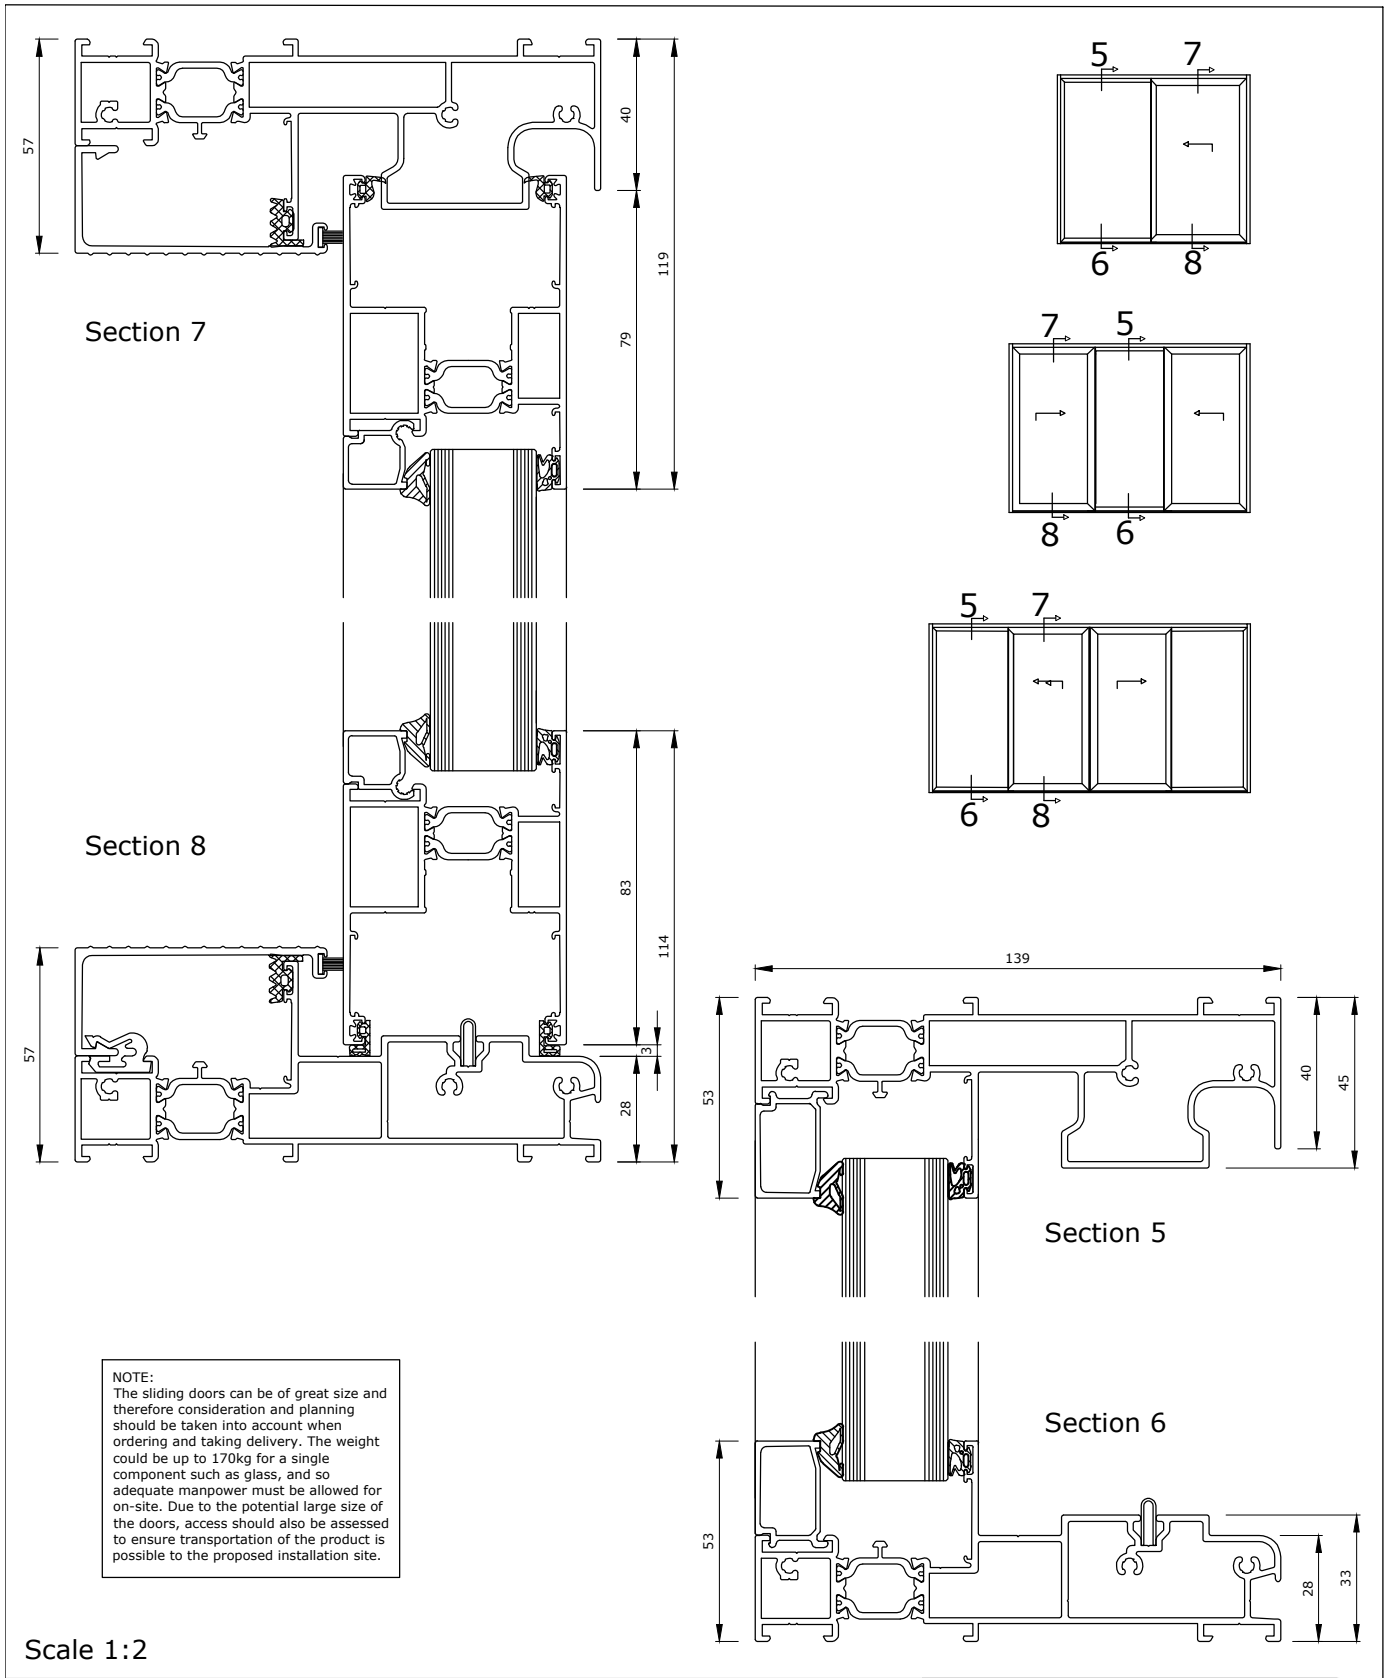 57
40
119
79
Section 7
5
7
6
8
7
5
8
6
5
7
6
8
Section 8
57
83
114
3
28
139
53
40
45
Section 5
Section 6
53
28
33
NOTE:
The sliding doors can be of great size and
therefore consideration and planning
should be taken into account when
ordering and taking delivery. The weight
could be up to 170kg for a single
component such as glass, and so
adequate manpower must be allowed for
on-site. Due to the potential large size of
the doors, access should also be assessed
to ensure transportation of the product is
possible to the proposed installation site.
Scale 1:2